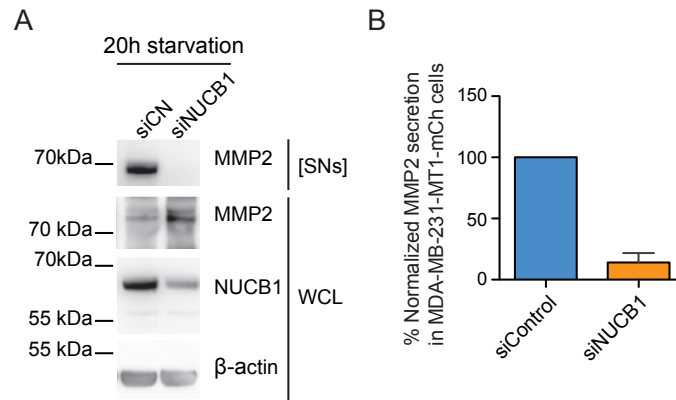 A
20h starvation
siCN
siNUCB1
70kDa
MMP2
[SNs]
MMP2
70 kDa
70kDa
NUCB1
WCL
55 kDa
55 kDa
β-actin
B
% Normalized MMP2 secretion
in MDA-MB-231-MT1-mCh cells
150
100
50
0
siControl
siNUCB1